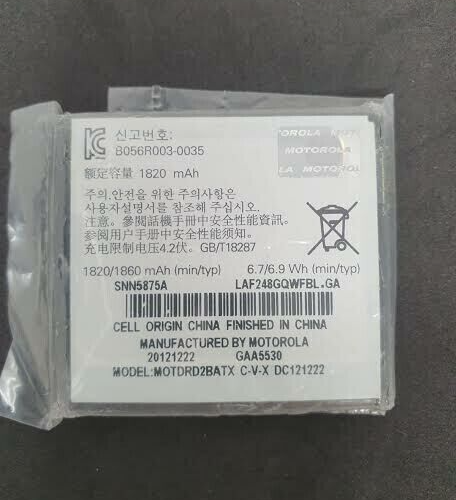 신고번호:
B056R003-0035
额定容量 1820 mAh
OROLA MOT
MOTOROLA
LA MOTOROL
주의.안전을 위한 주의사항은
사용자설명서를 참조해 주십시오.
注意。參閱話機手冊中安全性能資訊。
参阅用户手册中安全性能须知。
充电限制电压4.2伏。GB/T18287
1820/1860 mAh (min/typ) 6.7/6.9 Wh (min/typ)
SNN5875A LAF248GQWFBL.GA
CELL ORIGIN CHINA FINISHED IN CHINA
MANUFACTURED BY MOTOROLA
20121222 GAA5530
MODEL:MOTDRD2BATX C-V-X DC121222